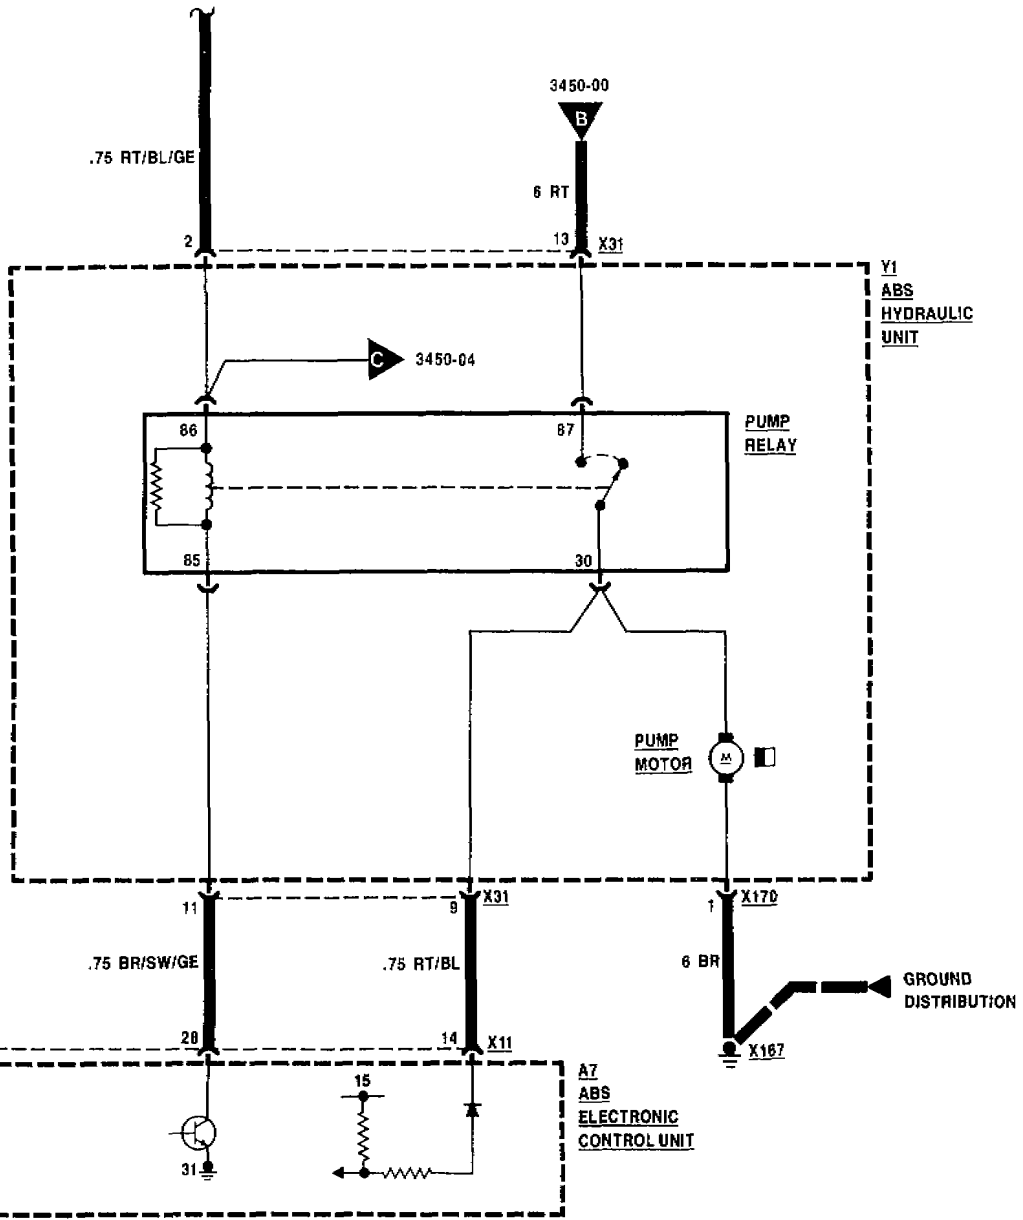 3450-00
B
.75 RT/BL/GE
6 RT
2
13
X31
Y1
ABS
HYDRAULIC
UNIT
C
3450-04
86
87
PUMP
RELAY
85
30
PUMP
MOTOR
M
11
9
X31
1
X170
.75 BR/SW/GE
.75 RT/BL
6 BR
GROUND
DISTRIBUTION
28
14
X11
X167
A7
ABS
ELECTRONIC
CONTROL UNIT
15
31